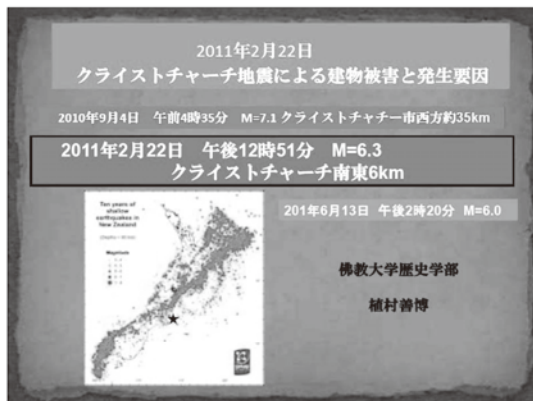 2011年2月22日
クライストチャーチ地震による建物被害と発生要因
2010年9月4日 午前4時35分 M=7.1 クライストチャチー市西方約35km
2011年2月22日 午後12時51分 M=6.3
クライストチャーチ南東6km
201年6月13日 午後2時20分 M=6.0
Ten years of
shallow
earthquakes in
New Zealand
Magnitude
佛教大学歴史学部
植村善博